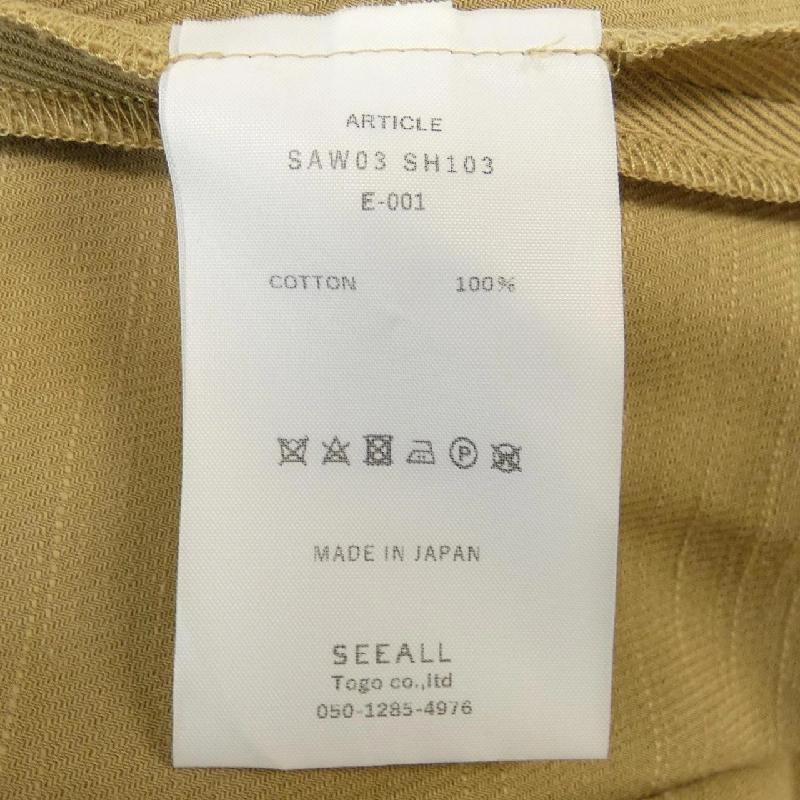 ARTICLE
SAW03 SH103
E-001
COTTON 100%
P
MADE IN JAPAN
SEEALL
Togo co.,ltd
050-1285-4976